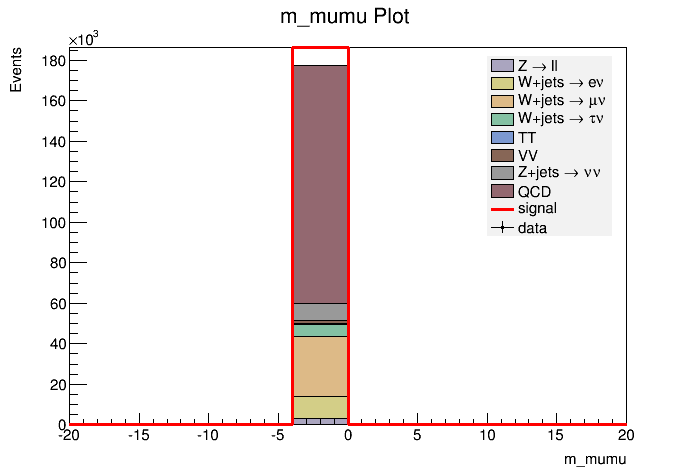 m_mumu Plot
×10³
Events
180
160
140
120
100
80
60
40
20
0
-20 -15 -10 -5 0 5 10 15 20
m_mumu
Z → ll
W+jets → eν
W+jets → μν
W+jets → τν
TT
VV
Z+jets → νν
QCD
signal
data